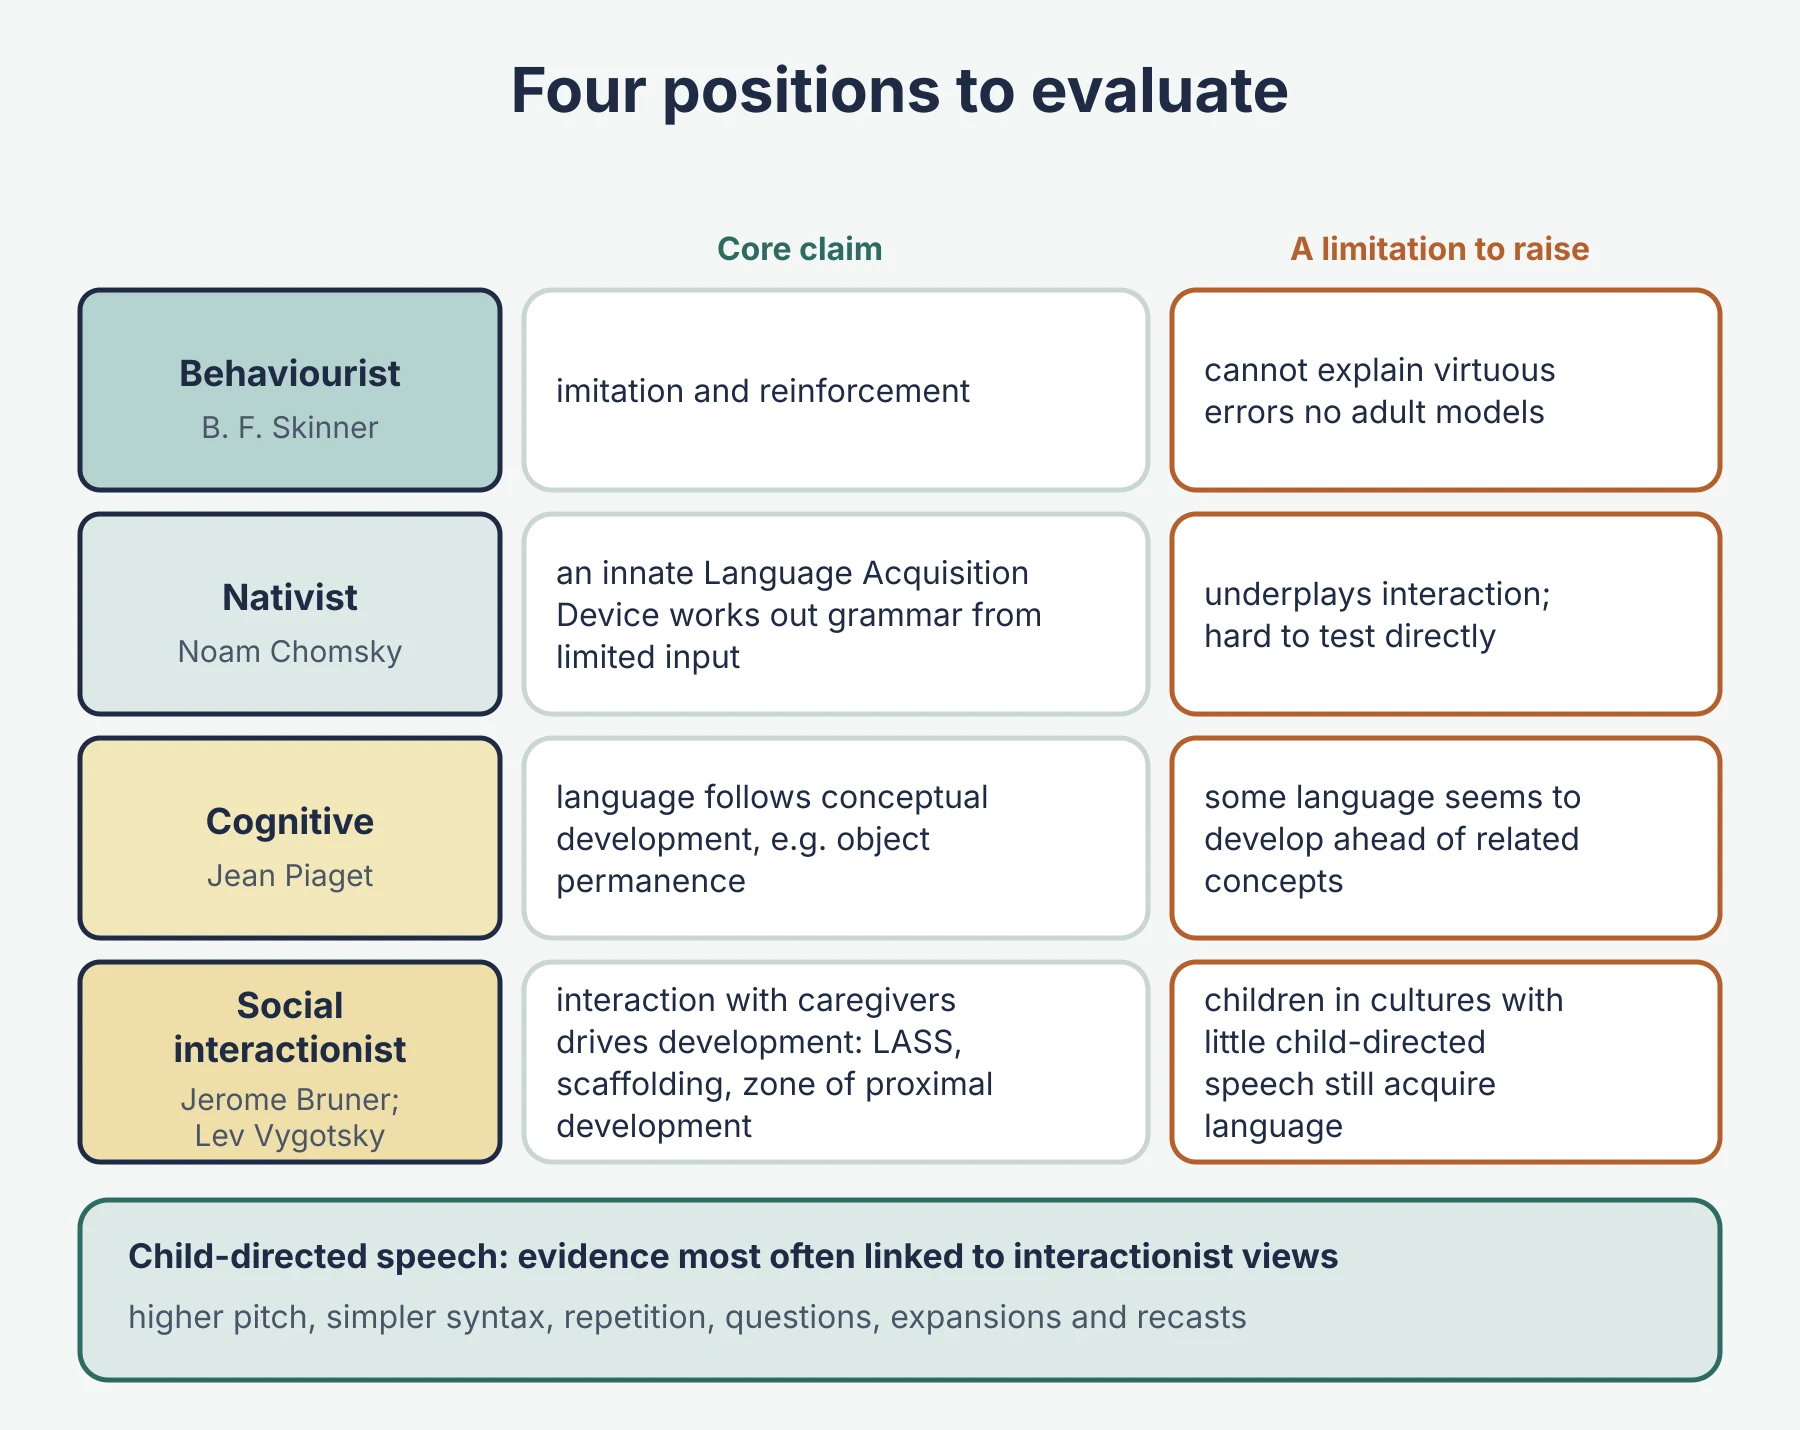 Four positions to evaluate
Core claim
A limitation to raise
Behaviourist
B. F. Skinner
imitation and reinforcement
cannot explain virtuous
errors no adult models
Nativist
Noam Chomsky
an innate Language Acquisition
Device works out grammar from
limited input
underplays interaction;
hard to test directly
Cognitive
Jean Piaget
language follows conceptual
development, e.g. object
permanence
some language seems to
develop ahead of related
concepts
Social
interactionist
Jerome Bruner;
Lev Vygotsky
interaction with caregivers
drives development: LASS,
scaffolding, zone of proximal
development
children in cultures with
little child-directed
speech still acquire
language
Child-directed speech: evidence most often linked to interactionist views
higher pitch, simpler syntax, repetition, questions, expansions and recasts